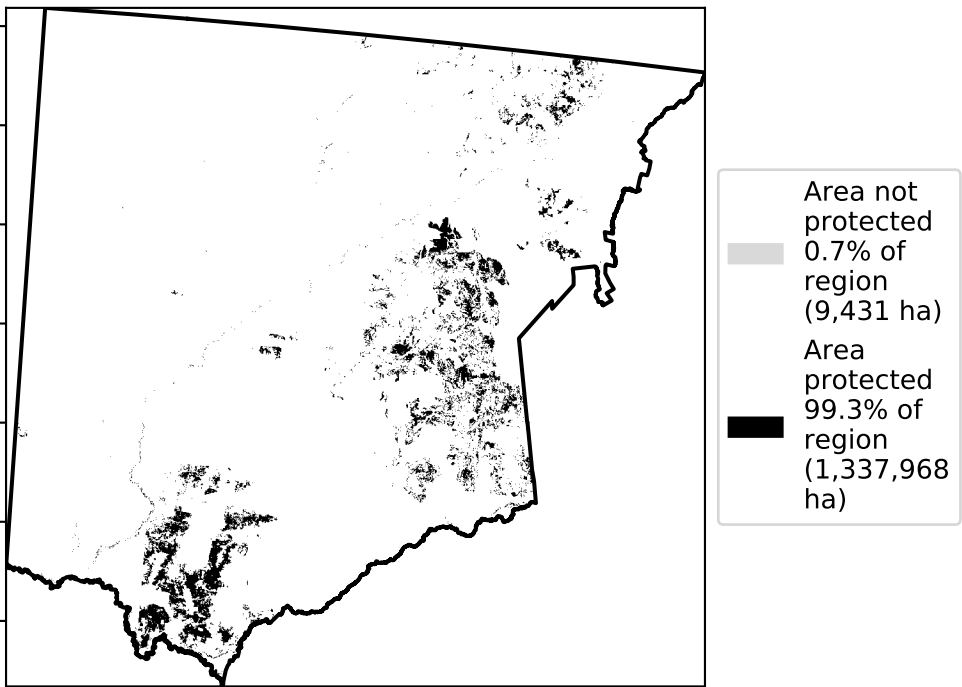 Area not
protected
0.7% of
region
(9,431 ha)
Area
protected
99.3% of
region
(1,337,968
ha)